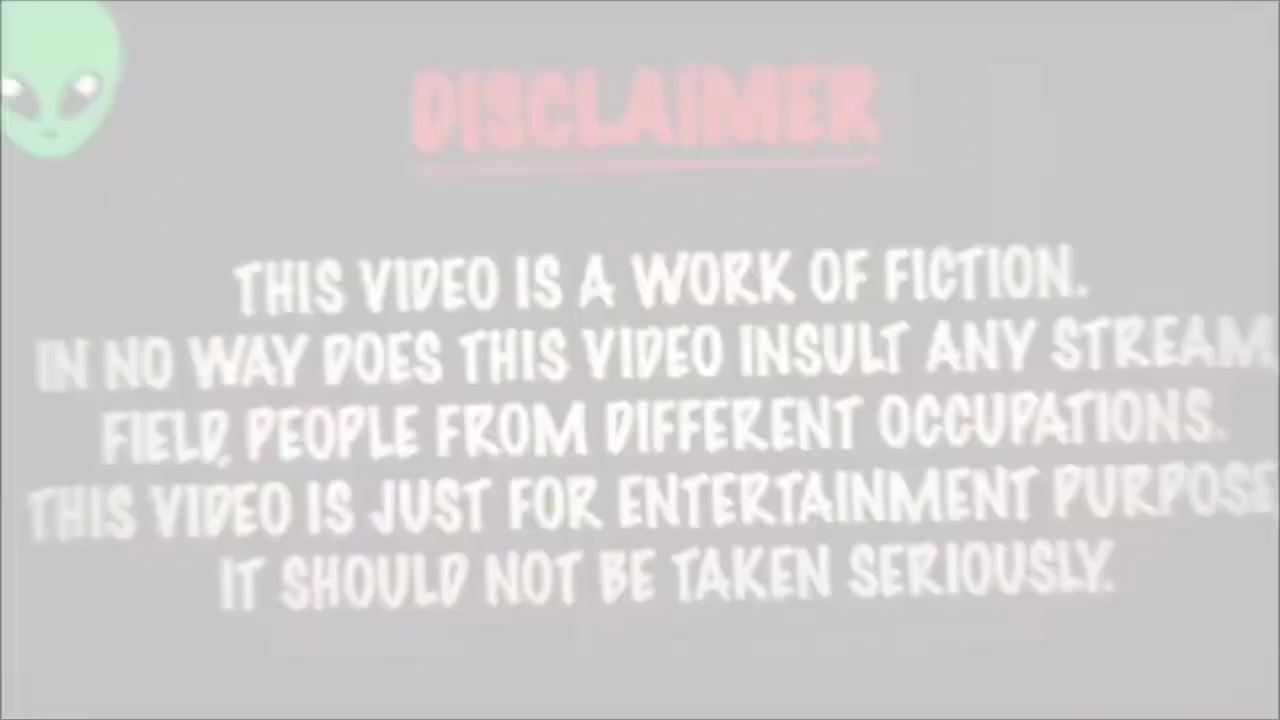 DISCLAIMER
THIS VIDEO IS A WORK OF FICTION.
IN NO WAY DOES THIS VIDEO INSULT ANY STREAM,
FIELD, PEOPLE FROM DIFFERENT OCCUPATIONS.
THIS VIDEO IS JUST FOR ENTERTAINMENT PURPOSE
IT SHOULD NOT BE TAKEN SERIOUSLY.